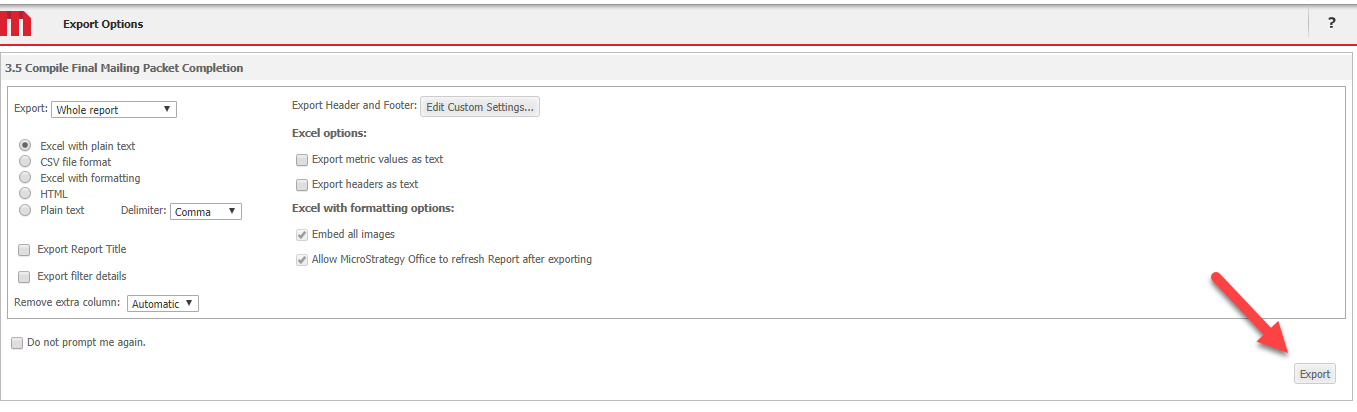 Export Options
?
3.5 Compile Final Mailing Packet Completion
Export: Whole report
Excel with plain text
CSV file format
Excel with formatting
HTML
Plain text Delimiter: Comma
Export Report Title
Export filter details
Remove extra column: Automatic
Export Header and Footer: Edit Custom Settings...
Excel options:
Export metric values as text
Export headers as text
Excel with formatting options:
Embed all images
Allow MicroStrategy Office to refresh Report after exporting
Do not prompt me again.
Export